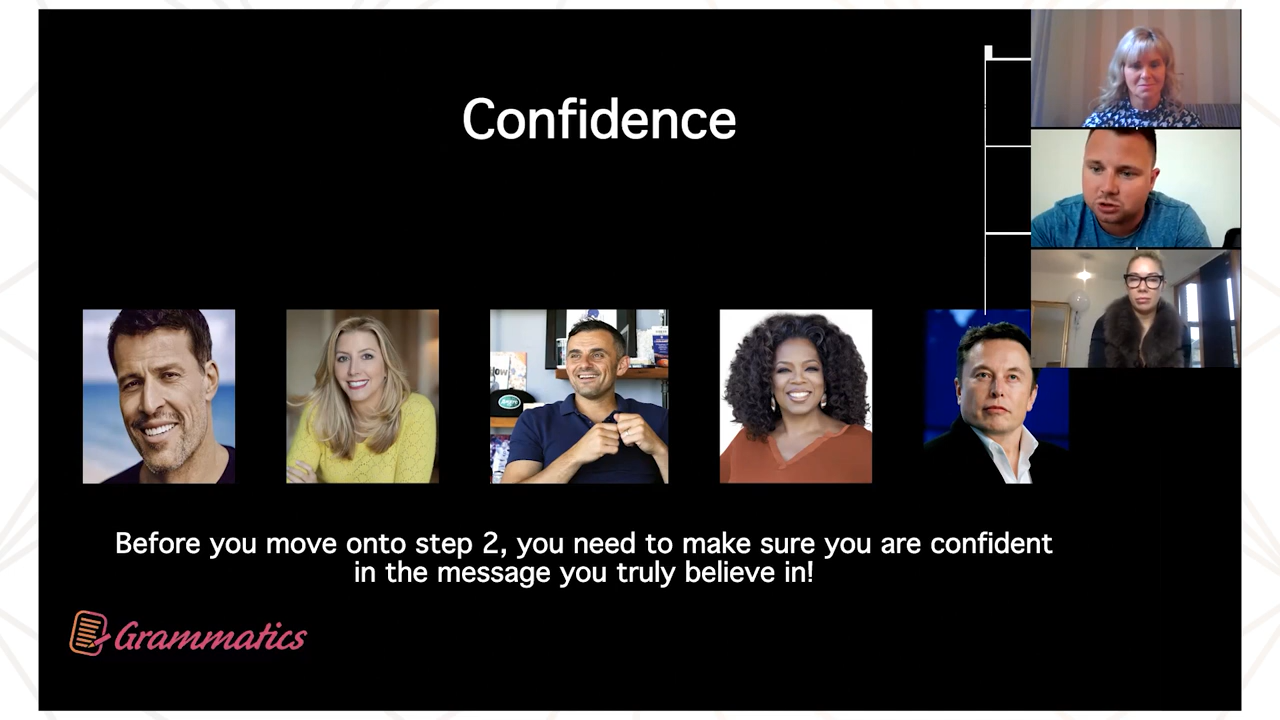 Confidence
Before you move onto step 2, you need to make sure you are confident
in the message you truly believe in!
Grammatics